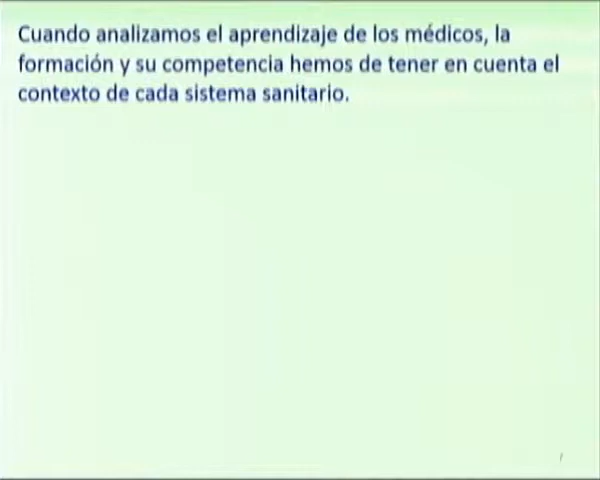 Cuando analizamos el aprendizaje de los médicos, la
formación y su competencia hemos de tener en cuenta el
contexto de cada sistema sanitario.